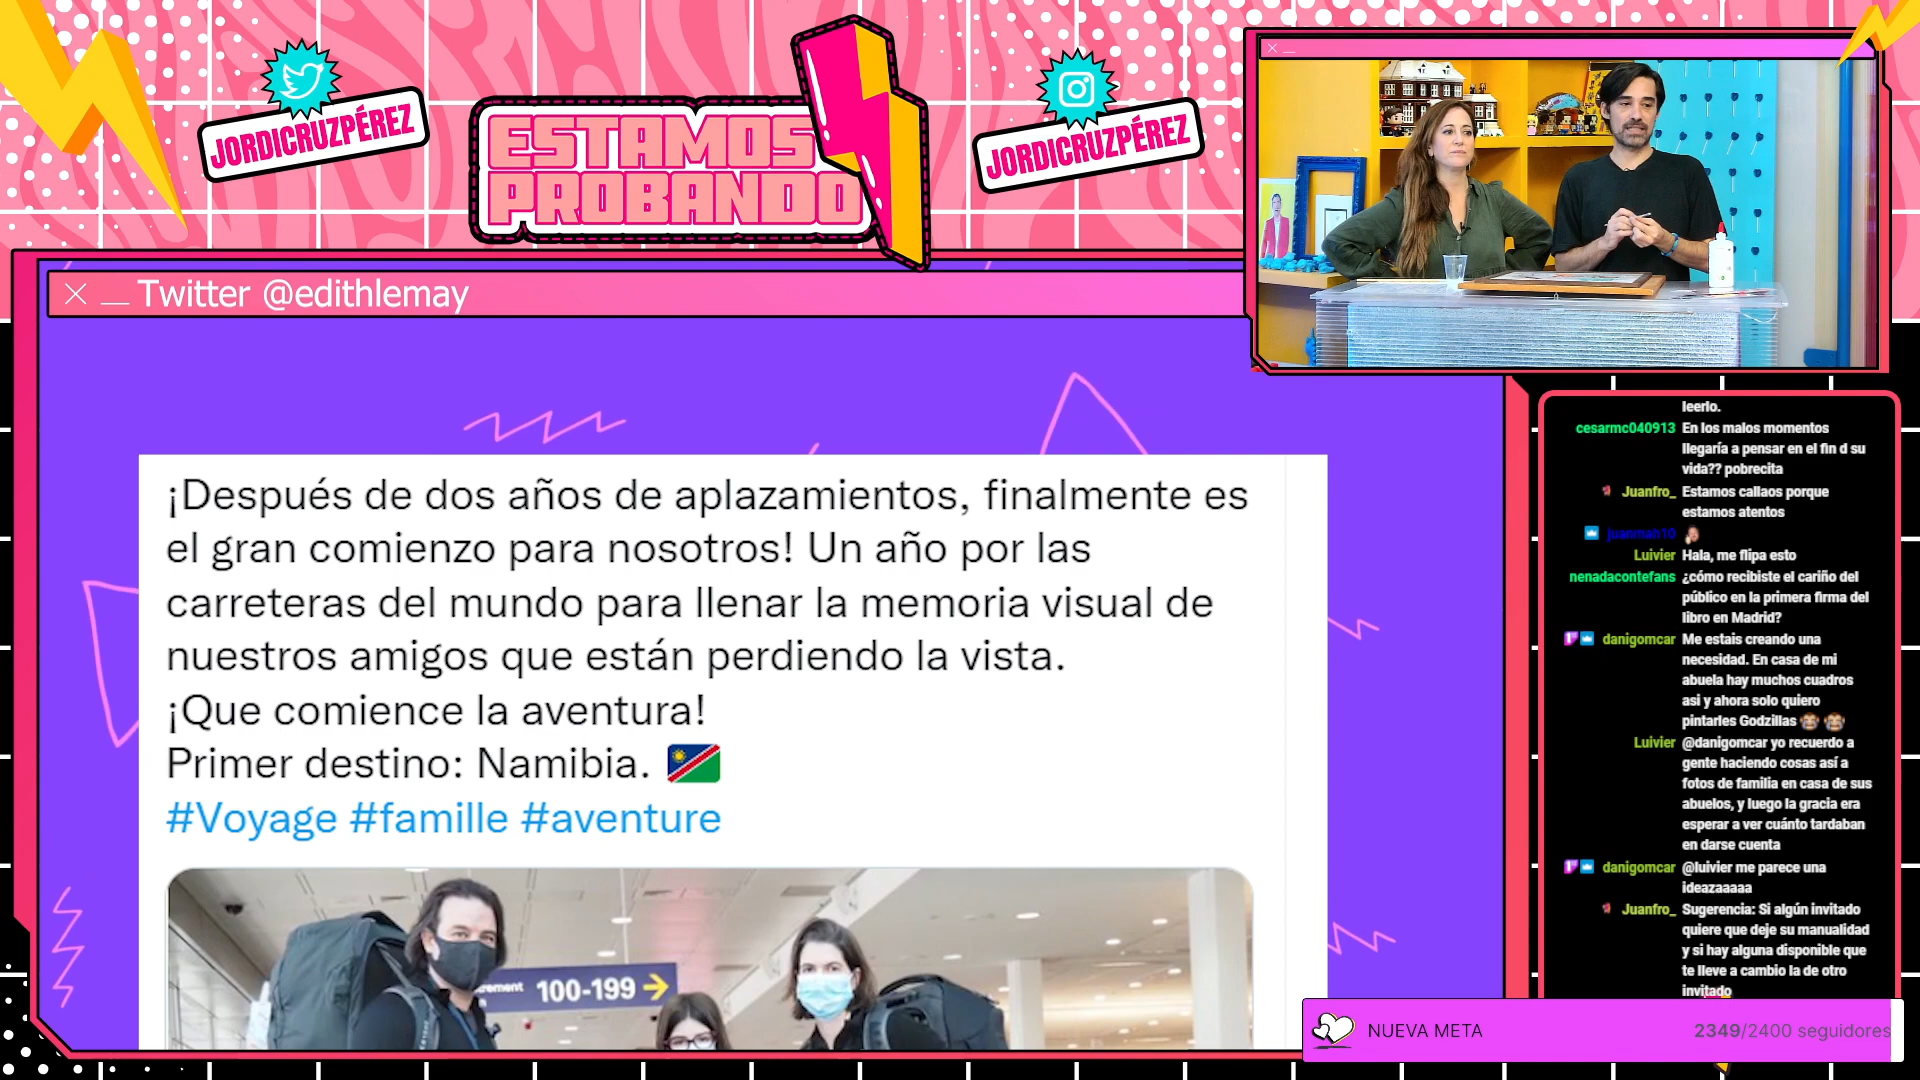 JORDICRUZPÉREZ
ESTAMOS
PROBANDO
JORDICRUZPÉREZ
Twitter @edithlemay
¡Después de dos años de aplazamientos, finalmente es
el gran comienzo para nosotros! Un año por las
carreteras del mundo para llenar la memoria visual de
nuestros amigos que están perdiendo la vista.
¡Que comience la aventura!
Primer destino: Namibia.
#Voyage #famille #aventure
100-199
leerlo.
cesarmc040913 En los malos momentos
llegaría a pensar en el fin d su
vida?? pobrecita
Juanfro_ Estamos callaos porque
estamos atentos
juanmah10
Luivier Hala, me flipa esto
nenadacontefans ¿cómo recibiste el cariño del
público en la primera firma del
libro en Madrid?
danigomcar Me estais creando una
necesidad. En casa de mi
abuela hay muchos cuadros
asi y ahora solo quiero
pintarles Godzillas
Luivier @danigomcar yo recuerdo a
gente haciendo cosas así a
fotos de familia en casa de sus
abuelos, y luego la gracia era
esperar a ver cuánto tardaban
en darse cuenta
danigomcar @luivier me parece una
ideazaaaaa
Juanfro_ Sugerencia: Si algún invitado
quiere que deje su manualidad
y si hay alguna disponible que
te lleve a cambio la de otro
invitado
NUEVA META
2349/2400 seguidores